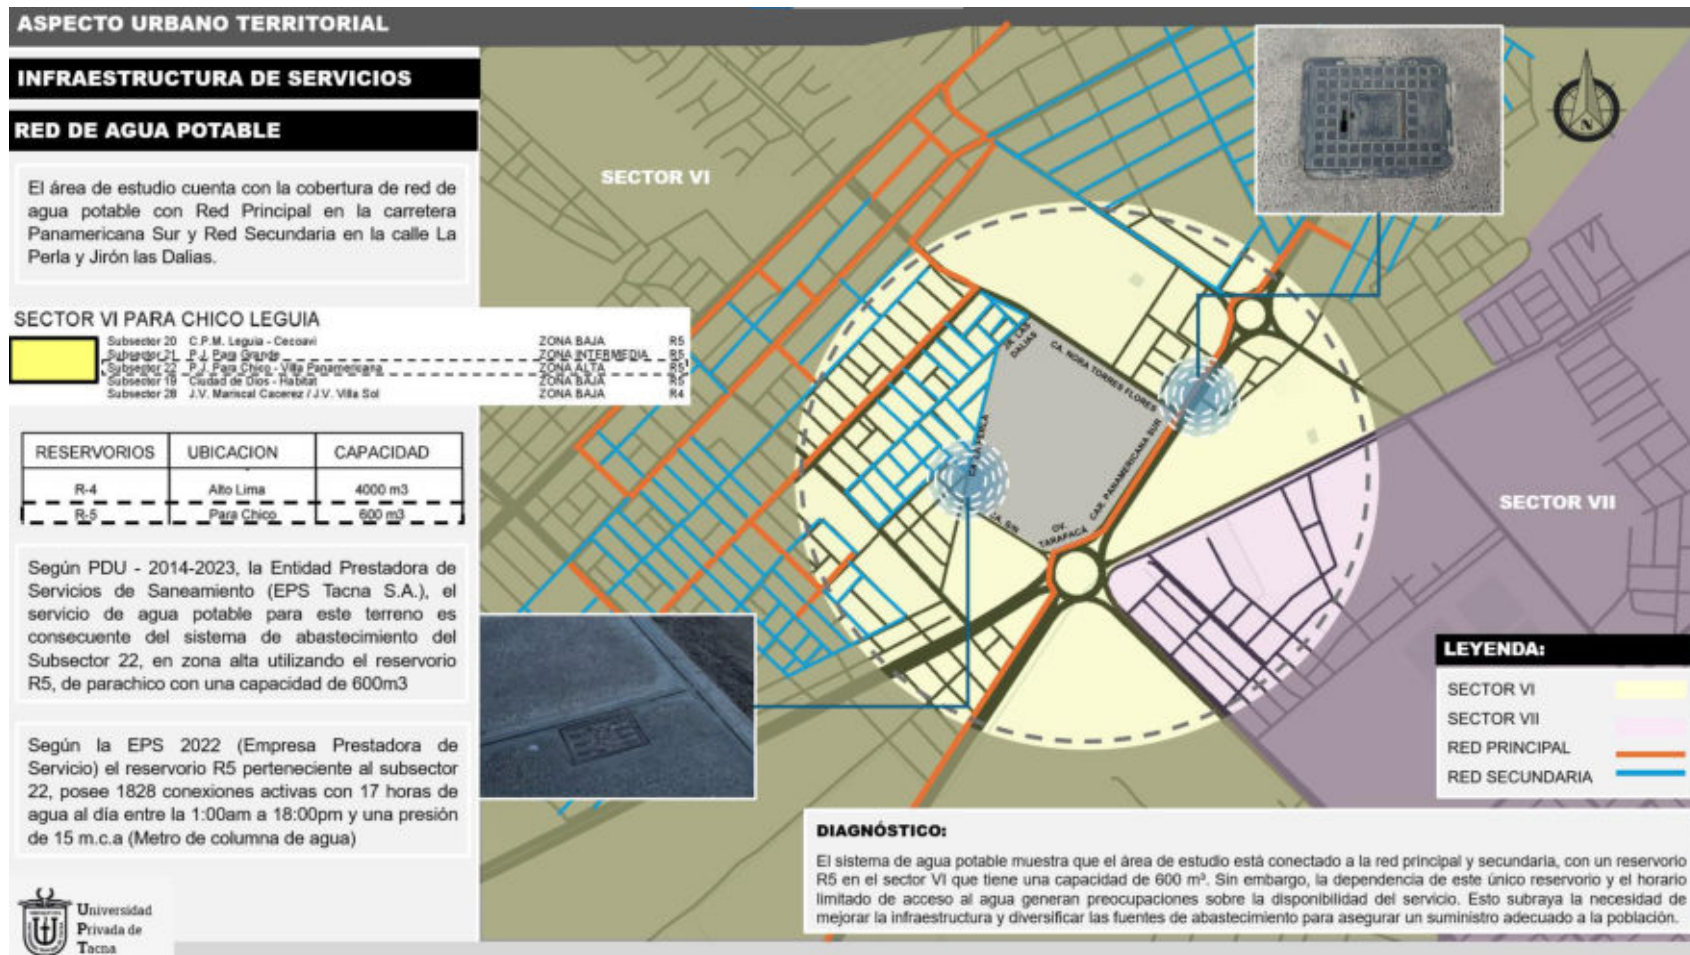 ASPECTO URBANO TERRITORIAL
INFRAESTRUCTURA DE SERVICIOS
RED DE AGUA POTABLE
El área de estudio cuenta con la cobertura de red de
agua potable con Red Principal en la carretera
Panamericana Sur y Red Secundaria en la calle La
Perla y Jirón las Dalias.
SECTOR VI PARA CHICO LEGUIA
Subsector 20 C.P.M. Leguia - Cecoavi ZONA BAJA R5
Subsector 21 P.J. Para Grande ZONA INTERMEDIA R5
Subsector 22 P.J. Para Chico - Villa Panamericana ZONA ALTA R5
Subsector 19 Ciudad de Dios - Habitat ZONA BAJA R5
Subsector 28 J.V. Mariscal Cacerez / J.V. Villa Sol ZONA BAJA R4
RESERVORIOS UBICACION CAPACIDAD
R-4 Alto Lima 4000 m3
R-5 Para Chico 600 m3
Según PDU - 2014-2023, la Entidad Prestadora de
Servicios de Saneamiento (EPS Tacna S.A.), el
servicio de agua potable para este terreno es
consecuente del sistema de abastecimiento del
Subsector 22, en zona alta utilizando el reservorio
R5, de parachico con una capacidad de 600m3
Según la EPS 2022 (Empresa Prestadora de
Servicio) el reservorio R5 perteneciente al subsector
22, posee 1828 conexiones activas con 17 horas de
agua al día entre la 1:00am a 18:00pm y una presión
de 15 m.c.a (Metro de columna de agua)
Universidad
Privada de
Tacna
SECTOR VI
N
JR. LAS
DALIAS
CA. NORA TORRES FLORES
CA. LA PERLA
CAR. PANAMERICANA SUR
JR. S/N
OV.
TARAPACÁ
SECTOR VII
LEYENDA:
SECTOR VI
SECTOR VII
RED PRINCIPAL
RED SECUNDARIA
DIAGNÓSTICO:
El sistema de agua potable muestra que el área de estudio está conectado a la red principal y secundaria, con un reservorio
R5 en el sector VI que tiene una capacidad de 600 m³. Sin embargo, la dependencia de este único reservorio y el horario
limitado de acceso al agua generan preocupaciones sobre la disponibilidad del servicio. Esto subraya la necesidad de
mejorar la infraestructura y diversificar las fuentes de abastecimiento para asegurar un suministro adecuado a la población.